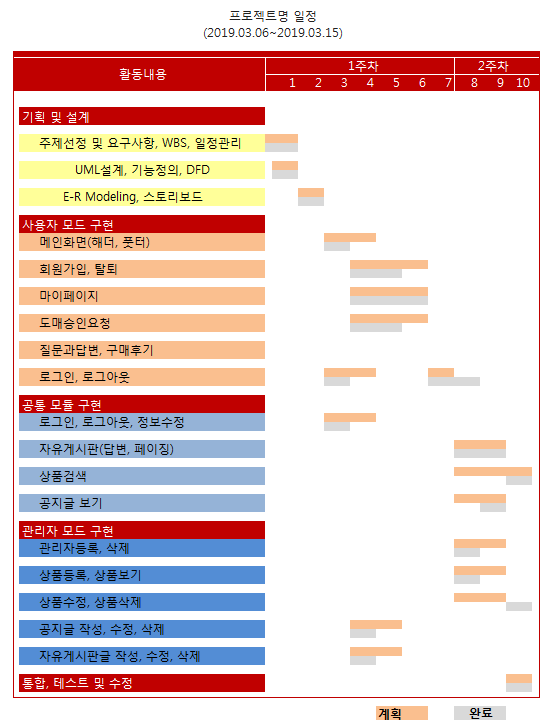 프로젝트명 일정
(2019.03.06~2019.03.15)
활동내용 1주차 2주차
1 2 3 4 5 6 7 8 9 10
기획 및 설계
주제선정 및 요구사항, WBS, 일정관리
UML설계, 기능정의, DFD
E-R Modeling, 스토리보드
사용자 모드 구현
메인화면(해더, 풋터)
회원가입, 탈퇴
마이페이지
도매승인요청
질문과답변, 구매후기
로그인, 로그아웃
공통 모듈 구현
로그인, 로그아웃, 정보수정
자유게시판(답변, 페이징)
상품검색
공지글 보기
관리자 모드 구현
관리자등록, 삭제
상품등록, 상품보기
상품수정, 상품삭제
공지글 작성, 수정, 삭제
자유게시판글 작성, 수정, 삭제
통합, 테스트 및 수정
계획 완료